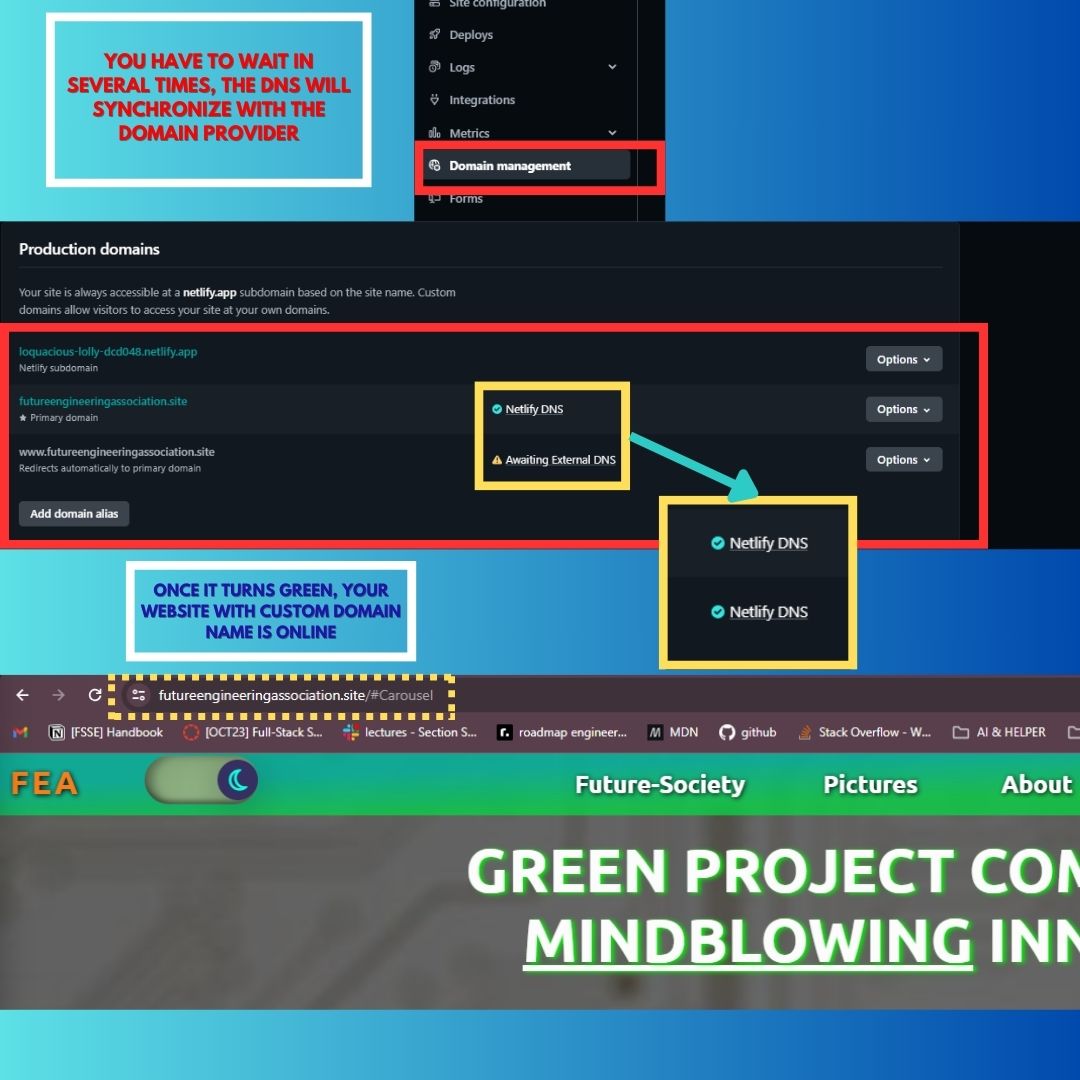 Site configuration
YOU HAVE TO WAIT IN
SEVERAL TIMES, THE DNS WILL
SYNCHRONIZE WITH THE
DOMAIN PROVIDER
Deploys
Logs
Integrations
Metrics
Domain management
Forms
Production domains
Your site is always accessible at a netlify.app subdomain based on the site name. Custom
domains allow visitors to access your site at your own domains.
loquacious-lolly-dcd048.netlify.app
Netlify subdomain
Options
futureengineeringassociation.site
★ Primary domain
Netlify DNS
Options
www.futureengineeringassociation.site
Redirects automatically to primary domain
Awaiting External DNS
Options
Add domain alias
Netlify DNS
Netlify DNS
ONCE IT TURNS GREEN, YOUR
WEBSITE WITH CUSTOM DOMAIN
NAME IS ONLINE
futureengineeringassociation.site/#Carousel
[FSSE] Handbook [OCT23] Full-Stack S... lectures - Section S... roadmap engineer... MDN github Stack Overflow - W... AI & HELPER
FEA Future-Society Pictures About
GREEN PROJECT COM
MINDBLOWING INN